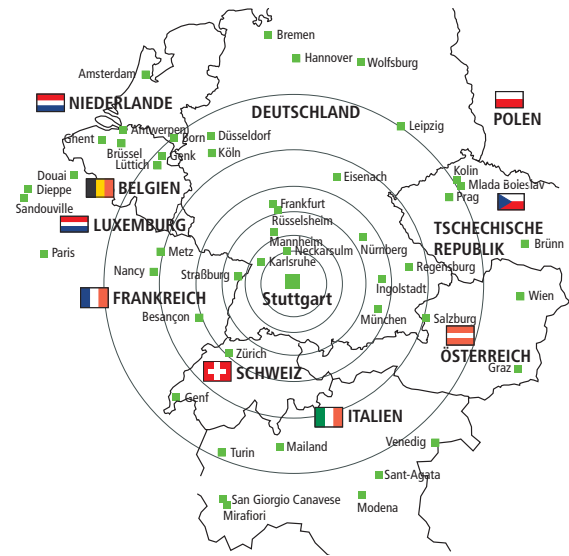 Bremen
Hannover
Wolfsburg
Amsterdam
NIEDERLANDE
DEUTSCHLAND
POLEN
Leipzig
Antwerpem
Ghent
Born
Düsseldorf
Brüssel
Genk
Köln
Lüttich
Douai
Eisenach
Kolin
Mlada Boieslav
Prag
Dieppe
BELGIEN
Sandouville
Frankfurt
Rüsselsheim
LUXEMBURG
TSCHECHISCHE
REPUBLIK
Mannheim
Nürnberg
Brünn
Paris
Metz
Neckarsulm
Karlsruhe
Regensburg
Nancy
Straßburg
Ingolstadt
Stuttgart
FRANKREICH
Wien
Besançon
München
Salzburg
Zürich
ÖSTERREICH
SCHWEIZ
Graz
Genf
ITALIEN
Turin
Mailand
Venedig
Sant-Agata
San Giorgio Canavese
Mirafiori
Modena